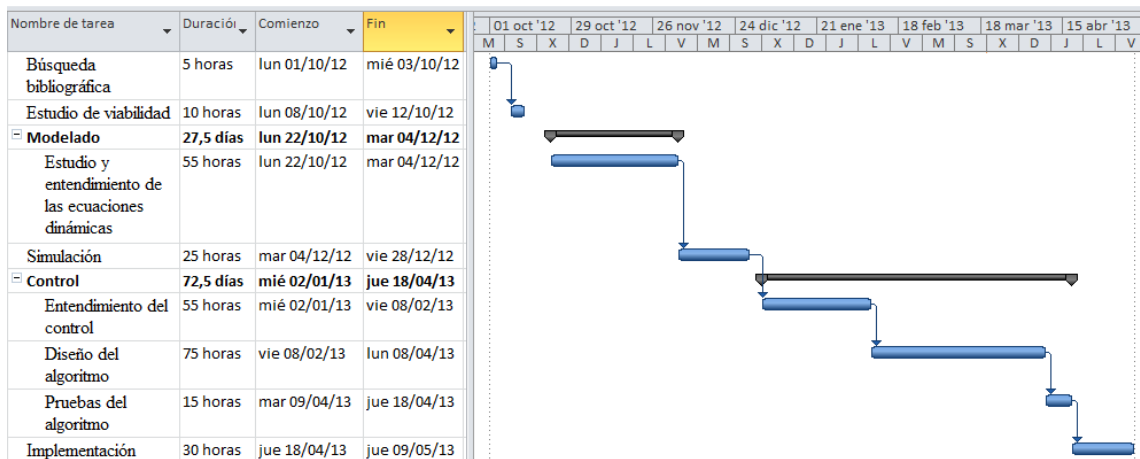 Nombre de tarea Duración Comienzo Fin
01 oct '12 29 oct '12 26 nov '12 24 dic '12 21 ene '13 18 feb '13 18 mar '13 15 abr '13
M S X D J L V M S X D J L V M S X D J L V
Búsqueda bibliográfica 5 horas lun 01/10/12 mié 03/10/12
Estudio de viabilidad 10 horas lun 08/10/12 vie 12/10/12
Modelado 27,5 días lun 22/10/12 mar 04/12/12
Estudio y entendimiento de las ecuaciones dinámicas 55 horas lun 22/10/12 mar 04/12/12
Simulación 25 horas mar 04/12/12 vie 28/12/12
Control 72,5 días mié 02/01/13 jue 18/04/13
Entendimiento del control 55 horas mié 02/01/13 vie 08/02/13
Diseño del algoritmo 75 horas vie 08/02/13 lun 08/04/13
Pruebas del algoritmo 15 horas mar 09/04/13 jue 18/04/13
Implementación 30 horas jue 18/04/13 jue 09/05/13